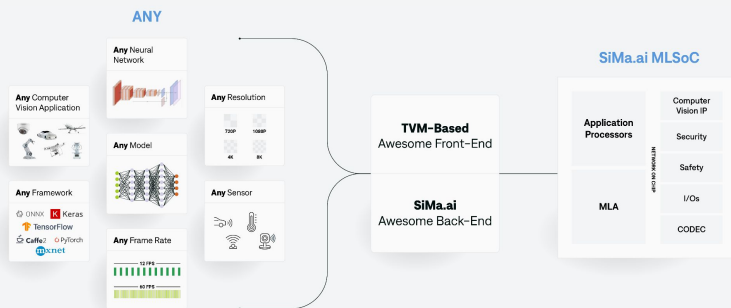 ANY
Any Neural
Network
Any Computer
Vision Application
Any Resolution
720P
1080P
4K
8K
Any Model
Any Framework
ONNX
Keras
TensorFlow
Caffe2
PyTorch
mxnet
Any Sensor
Any Frame Rate
12 FPS
60 FPS
TVM-Based
Awesome Front-End
SiMa.ai
Awesome Back-End
SiMa.ai MLSoC
Application
Processors
MLA
NETWORK ON CHIP
Computer
Vision IP
Security
Safety
I/Os
CODEC